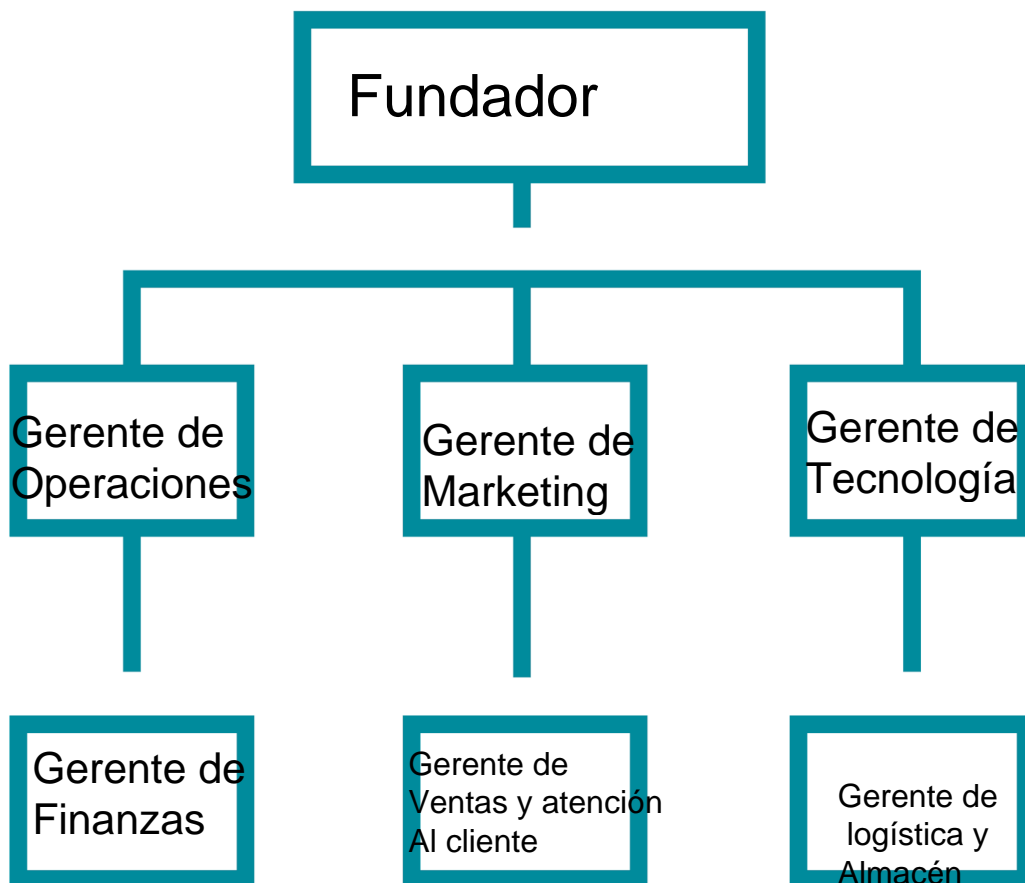 Fundador
Gerente de
Operaciones
Gerente de
Marketing
Gerente de
Tecnología
Gerente de
Finanzas
Gerente de
Ventas y atención
Al cliente
Gerente de
logística y
Almacén